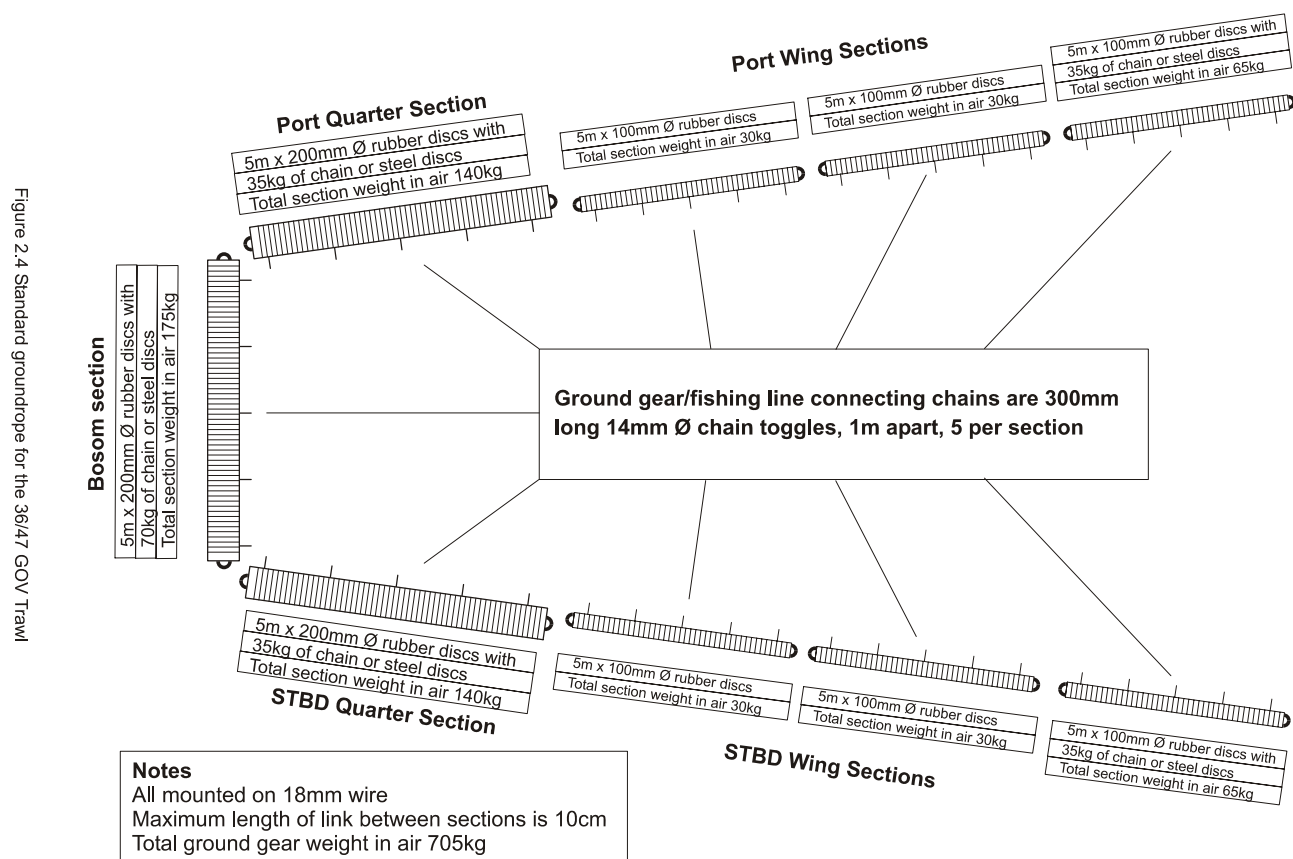 Port Wing Sections
5m x 100mm Ø rubber discs with
35kg of chain or steel discs
Total section weight in air 65kg
5m x 100mm Ø rubber discs
Total section weight in air 30kg
5m x 100mm Ø rubber discs
Total section weight in air 30kg
Port Quarter Section
5m x 200mm Ø rubber discs with
35kg of chain or steel discs
Total section weight in air 140kg
Figure 2.4 Standard groundrope for the 36/47 GOV Trawl
Bosom section
5m x 200mm Ø rubber discs with
70kg of chain or steel discs
Total section weight in air 175kg
Ground gear/fishing line connecting chains are 300mm
long 14mm Ø chain toggles, 1m apart, 5 per section
5m x 200mm Ø rubber discs with
35kg of chain or steel discs
Total section weight in air 140kg
STBD Quarter Section
5m x 100mm Ø rubber discs
Total section weight in air 30kg
5m x 100mm Ø rubber discs
Total section weight in air 30kg
5m x 100mm Ø rubber discs with
35kg of chain or steel discs
Total section weight in air 65kg
STBD Wing Sections
Notes
All mounted on 18mm wire
Maximum length of link between sections is 10cm
Total ground gear weight in air 705kg